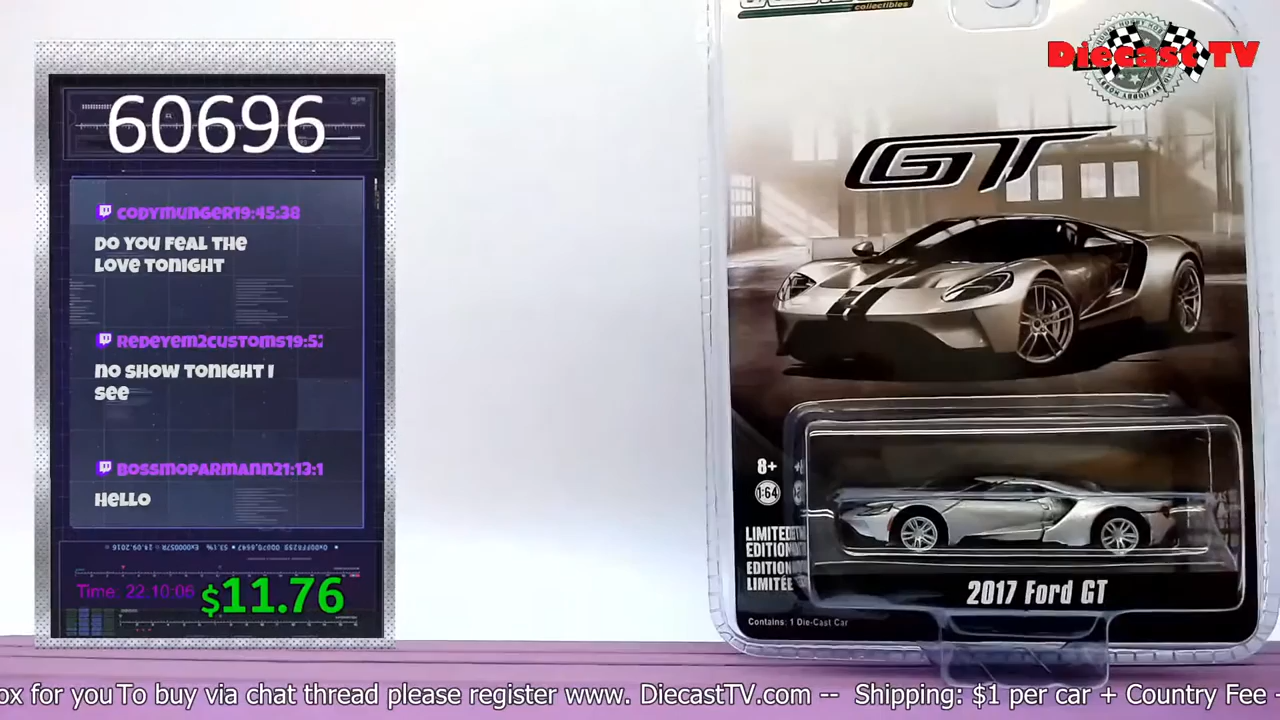 60696
codymunger19:45:38
Do you feal the
love tonight
Redeyem2customs19:5
no show tonight I
see
Bossmoparmann21:13:1
Hello
Time: 22:10:06
$11.76
collectibles
Diecast TV
GT
8+
1:64
LIMITED
EDITION
EDITION
LIMITÉE
2017 Ford GT
Contains: 1 Die-Cast Car
ox for you To buy via chat thread please register www. DiecastTV.com -- Shipping: $1 per car + Country Fee -